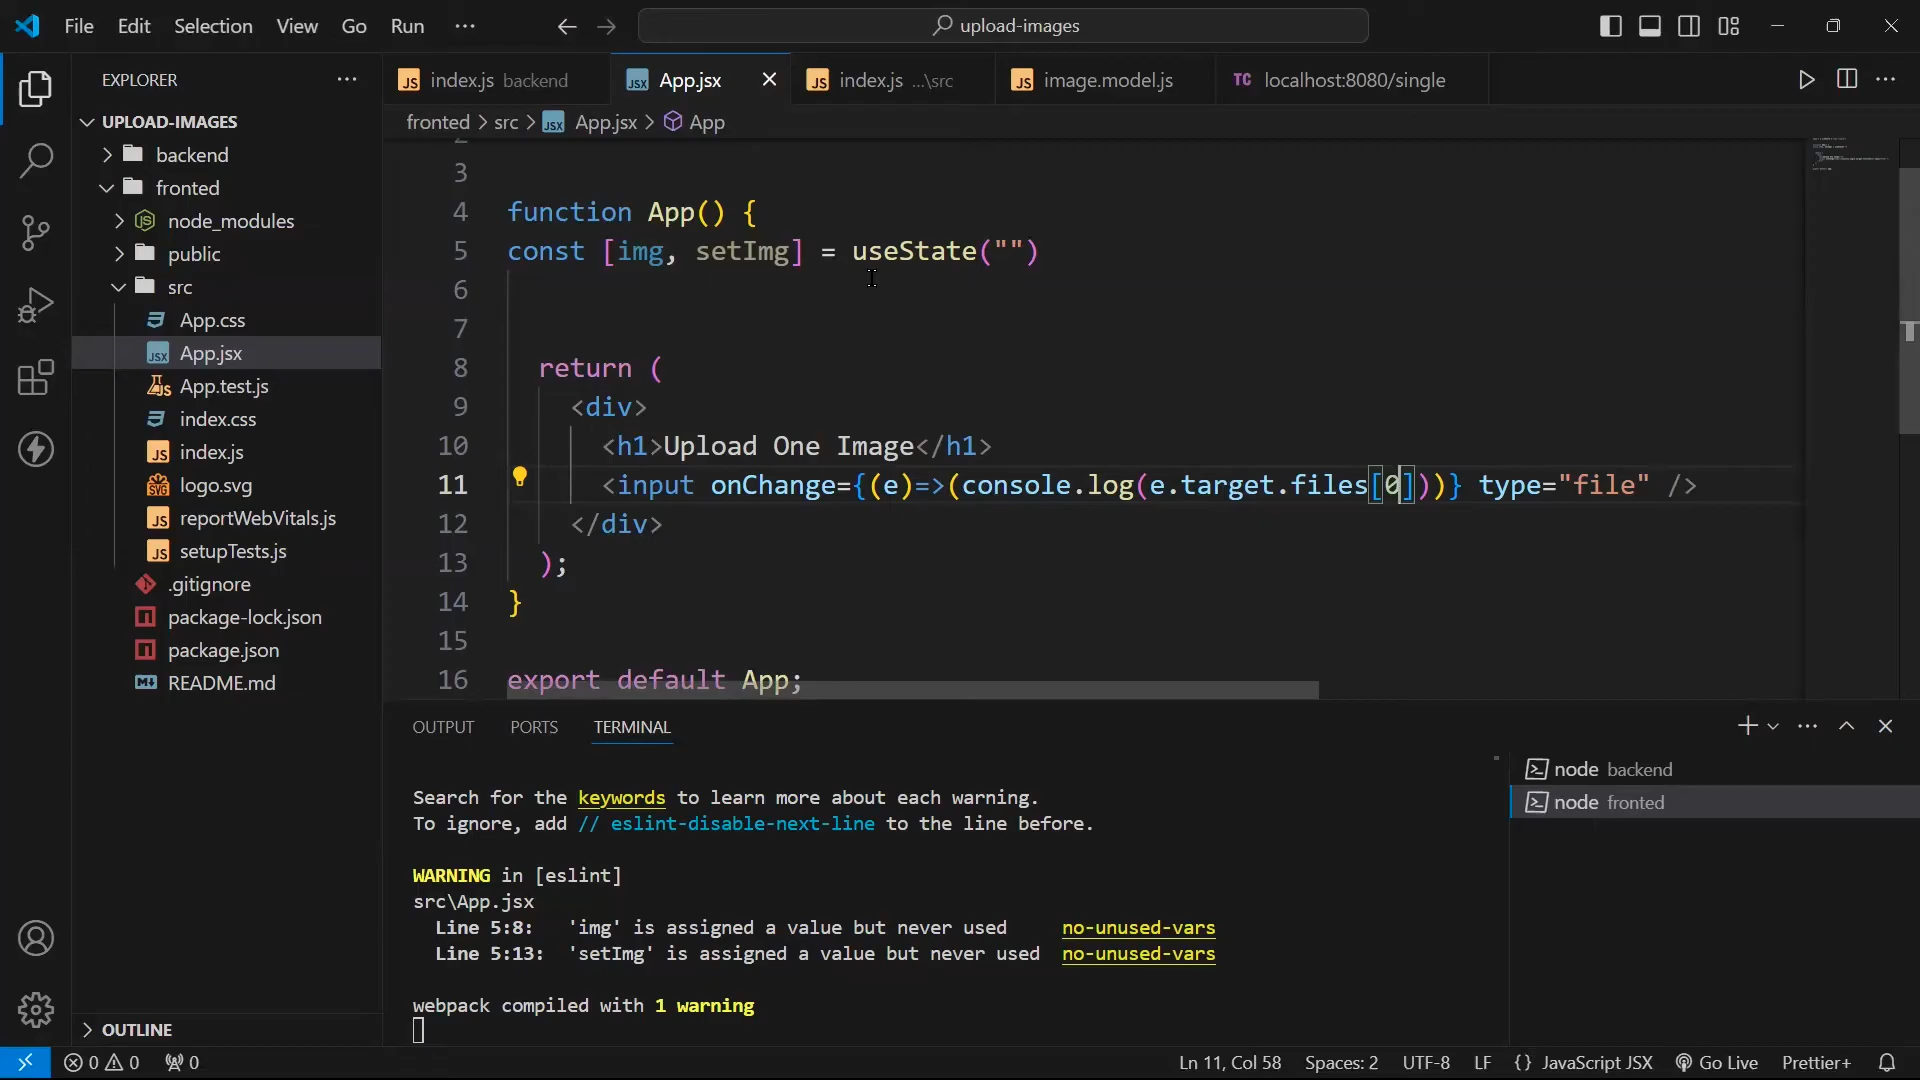 File Edit Selection View Go Run ··· upload-images
EXPLORER
UPLOAD-IMAGES
backend
fronted
node_modules
public
src
App.css
App.jsx
App.test.js
index.css
index.js
logo.svg
reportWebVitals.js
setupTests.js
.gitignore
package-lock.json
package.json
README.md
OUTLINE
index.js backend App.jsx index.js ...\src image.model.js TC localhost:8080/single
fronted > src > App.jsx > App
2
3
4 function App() {
5 const [img, setImg] = useState("")
6
7
8 return (
9 <div>
10 <h1>Upload One Image</h1>
11 <input onChange={(e)=>(console.log(e.target.files[0]))} type="file" />
12 </div>
13 );
14 }
15
16 export default App;
OUTPUT PORTS TERMINAL
Search for the keywords to learn more about each warning.
To ignore, add // eslint-disable-next-line to the line before.
WARNING in [eslint]
src\App.jsx
Line 5:8: 'img' is assigned a value but never used no-unused-vars
Line 5:13: 'setImg' is assigned a value but never used no-unused-vars
webpack compiled with 1 warning
node backend
node fronted
0 0 0 Ln 11, Col 58 Spaces: 2 UTF-8 LF {} JavaScript JSX Go Live Prettier+